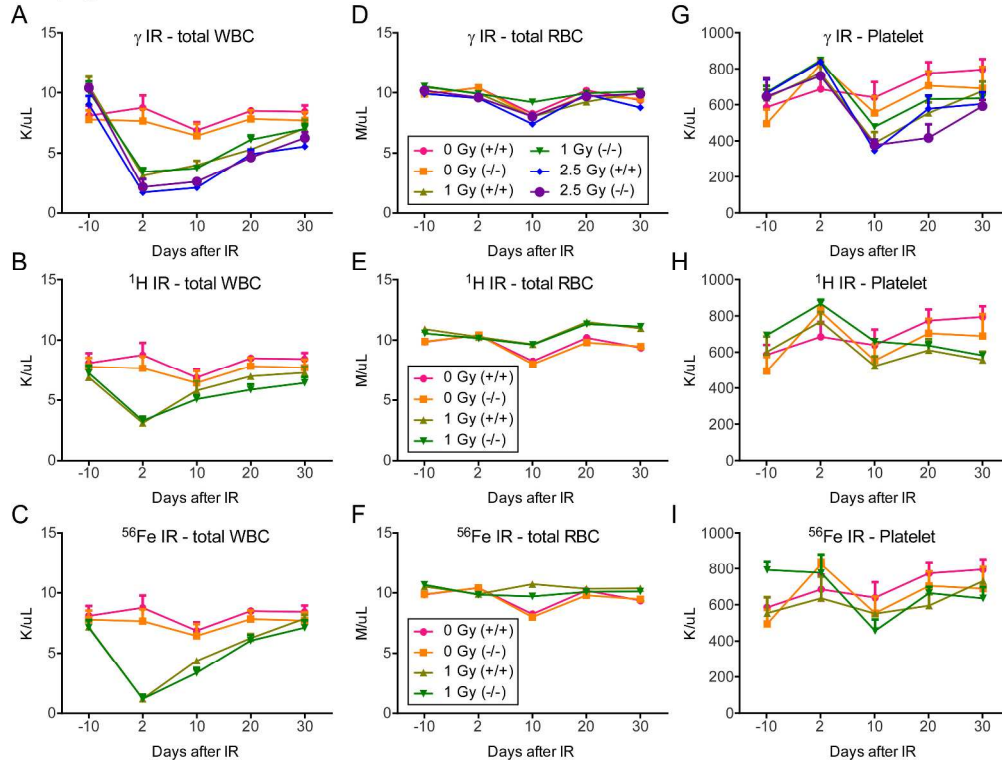 A
γ IR - total WBC
K/uL
15
10
5
0
-10 2 10 20 30
Days after IR
D
γ IR - total RBC
M/uL
15
10
5
0
0 Gy (+/+)
0 Gy (-/-)
1 Gy (+/+)
1 Gy (-/-)
2.5 Gy (+/+)
2.5 Gy (-/-)
-10 2 10 20 30
Days after IR
G
γ IR - Platelet
K/uL
1000
800
600
400
200
0
-10 2 10 20 30
Days after IR
B
¹H IR - total WBC
K/uL
15
10
5
0
-10 2 10 20 30
Days after IR
E
¹H IR - total RBC
M/uL
15
10
5
0
0 Gy (+/+)
0 Gy (-/-)
1 Gy (+/+)
1 Gy (-/-)
-10 2 10 20 30
Days after IR
H
¹H IR - Platelet
K/uL
1000
800
600
400
200
0
-10 2 10 20 30
Days after IR
C
⁵⁶Fe IR - total WBC
K/uL
15
10
5
0
-10 2 10 20 30
Days after IR
F
⁵⁶Fe IR - total RBC
M/uL
15
10
5
0
0 Gy (+/+)
0 Gy (-/-)
1 Gy (+/+)
1 Gy (-/-)
-10 2 10 20 30
Days after IR
I
⁵⁶Fe IR - Platelet
K/uL
1000
800
600
400
200
0
-10 2 10 20 30
Days after IR